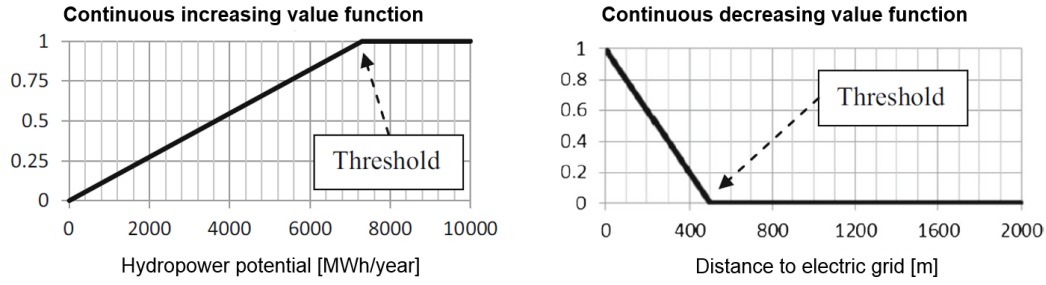 Continuous increasing value function
1
0.75
0.5
0.25
0
Threshold
0 2000 4000 6000 8000 10000
Hydropower potential [MWh/year]
Continuous decreasing value function
1
0.8
0.6
0.4
0.2
0
Threshold
0 400 800 1200 1600 2000
Distance to electric grid [m]